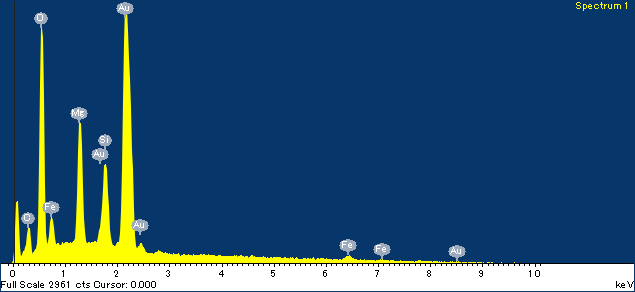 Spectrum 1
O
Au
Mg
Si
Au
Fe
O
Au
Fe
Fe
Au
0 1 2 3 4 5 6 7 8 9 10
Full Scale 2961 cts Cursor: 0.000 keV